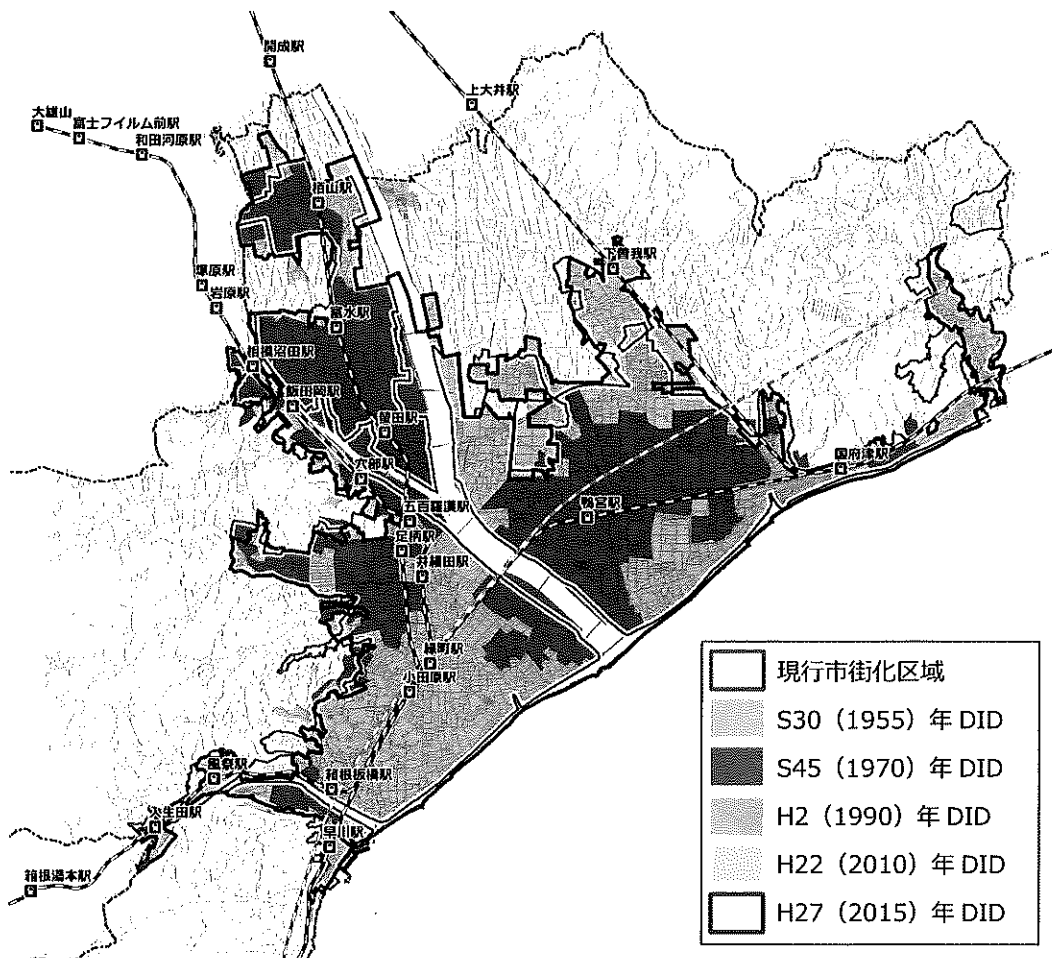 開成駅
上大井駅
大雄山
富士フイルム前駅
和田河原駅
栢山駅
下曽我駅
塚原駅
岩原駅
富水駅
相模沼田駅
飯田岡駅
蛍田駅
穴部駅
国府津駅
鴨宮駅
五百羅漢駅
足柄駅
井細田駅
緑町駅
小田原駅
風祭駅
箱根板橋駅
入生田駅
早川駅
箱根湯本駅
現行市街化区域
S30（1955）年 DID
S45（1970）年 DID
H2（1990）年 DID
H22（2010）年 DID
H27（2015）年 DID